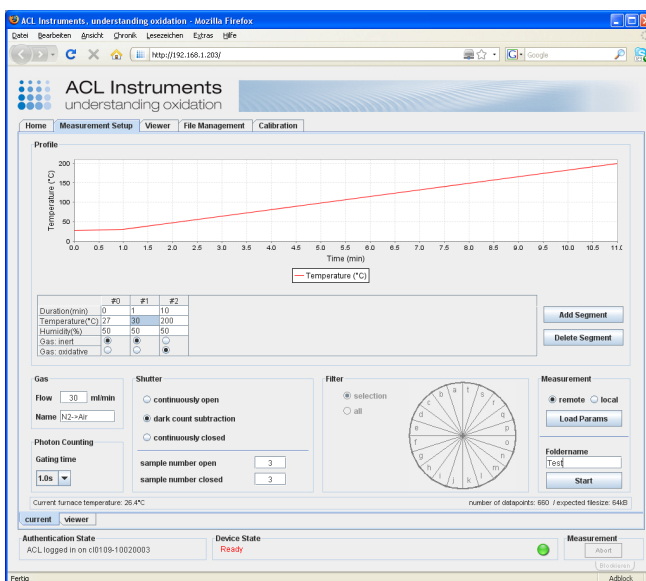 ACL Instruments, understanding oxidation - Mozilla Firefox
Datei Bearbeiten Ansicht Chronik Lesezeichen Extras Hilfe
http://192.168.1.203/ Google
ACL Instruments
understanding oxidation
Home Measurement Setup Viewer File Management Calibration
Profile
Temperature (°C)
200
150
100
50
0
0.0 0.5 1.0 1.5 2.0 2.5 3.0 3.5 4.0 4.5 5.0 5.5 6.0 6.5 7.0 7.5 8.0 8.5 9.0 9.5 10.0 10.5 11.0
Time (min)
Temperature (°C)
#0 #1 #2
Duration(min) 0 1 10
Temperature(°C) 27 30 200
Humidity(%) 50 50 50
Gas: inert
Gas: oxidative
Add Segment
Delete Segment
Gas
Flow 30 ml/min
Name N2->Air
Photon Counting
Gating time
1.0s
Shutter
continuously open
dark count subtraction
continuously closed
sample number open 3
sample number closed 3
Filter
selection
all
a t s r b c d f g h i j k l m n
Measurement
remote local
Load Params
Foldername
Test
Start
Current furnace temperature: 26.4°C
number of datapoints: 660 / expected filesize: 64kB
current viewer
Authentication State
ACL logged in on cl0109-10020003
Device State
Ready
Measurement
Abort
Blockieren
Fertig Adblock